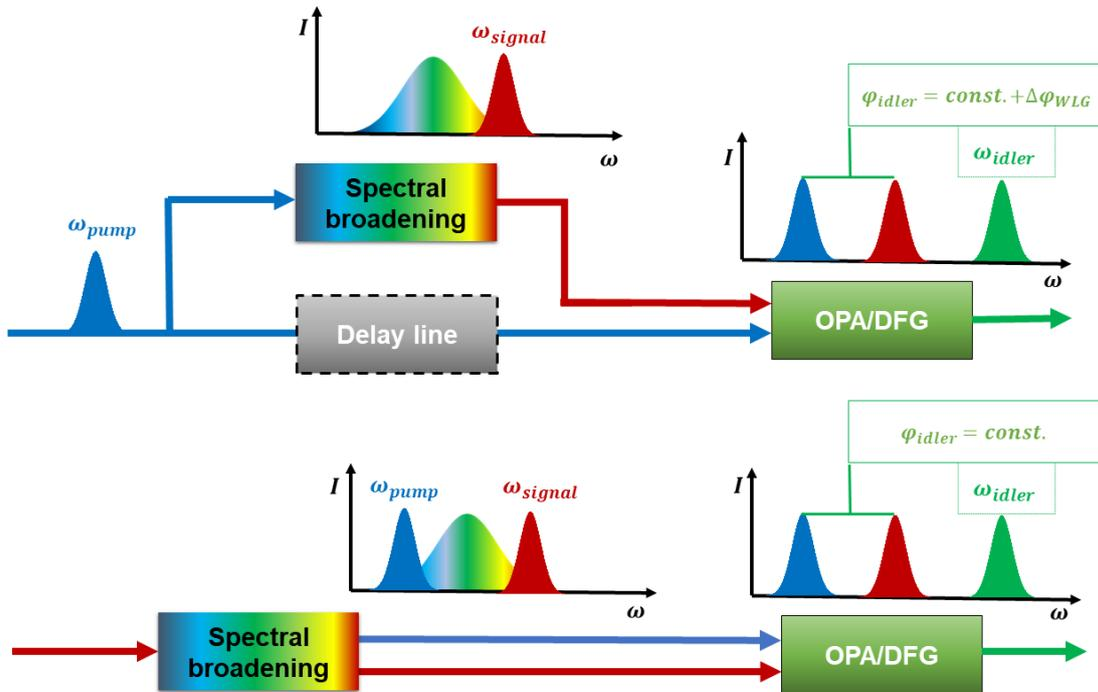 I
ω_signal
ω
Spectral
broadening
ω_pump
Delay line
φ_idler = const. + Δφ_WLG
I
ω_idler
ω
OPA/DFG
φ_idler = const.
I
ω_pump
ω_signal
ω
I
ω_idler
ω
Spectral
broadening
OPA/DFG